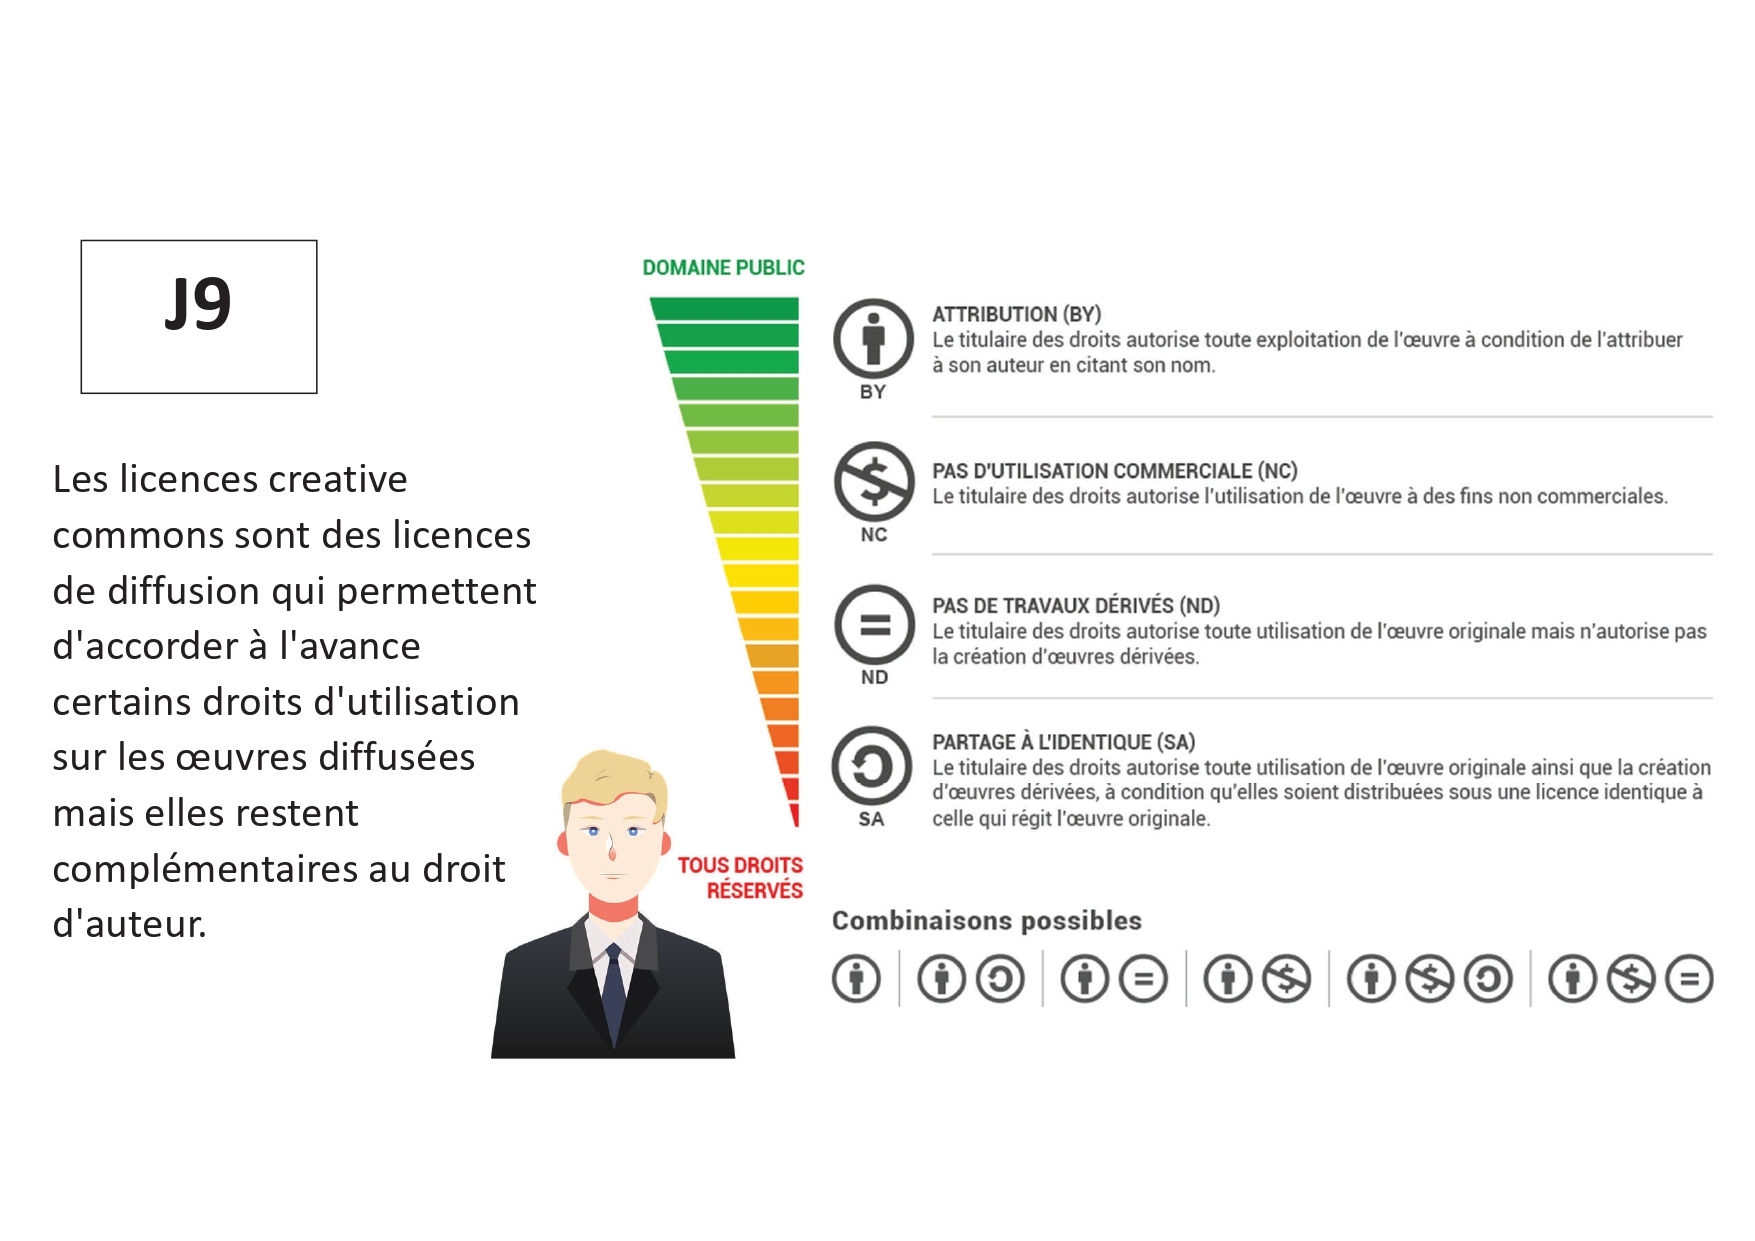 J9
Les licences creative
commons sont des licences
de diffusion qui permettent
d'accorder à l'avance
certains droits d'utilisation
sur les œuvres diffusées
mais elles restent
complémentaires au droit
d'auteur.
DOMAINE PUBLIC
TOUS DROITS
RÉSERVÉS
BY
ATTRIBUTION (BY)
Le titulaire des droits autorise toute exploitation de l'œuvre à condition de l'attribuer
à son auteur en citant son nom.
NC
PAS D'UTILISATION COMMERCIALE (NC)
Le titulaire des droits autorise l'utilisation de l'œuvre à des fins non commerciales.
ND
PAS DE TRAVAUX DÉRIVÉS (ND)
Le titulaire des droits autorise toute utilisation de l'œuvre originale mais n'autorise pas
la création d'œuvres dérivées.
SA
PARTAGE À L'IDENTIQUE (SA)
Le titulaire des droits autorise toute utilisation de l'œuvre originale ainsi que la création
d'œuvres dérivées, à condition qu'elles soient distribuées sous une licence identique à
celle qui régit l'œuvre originale.
Combinaisons possibles